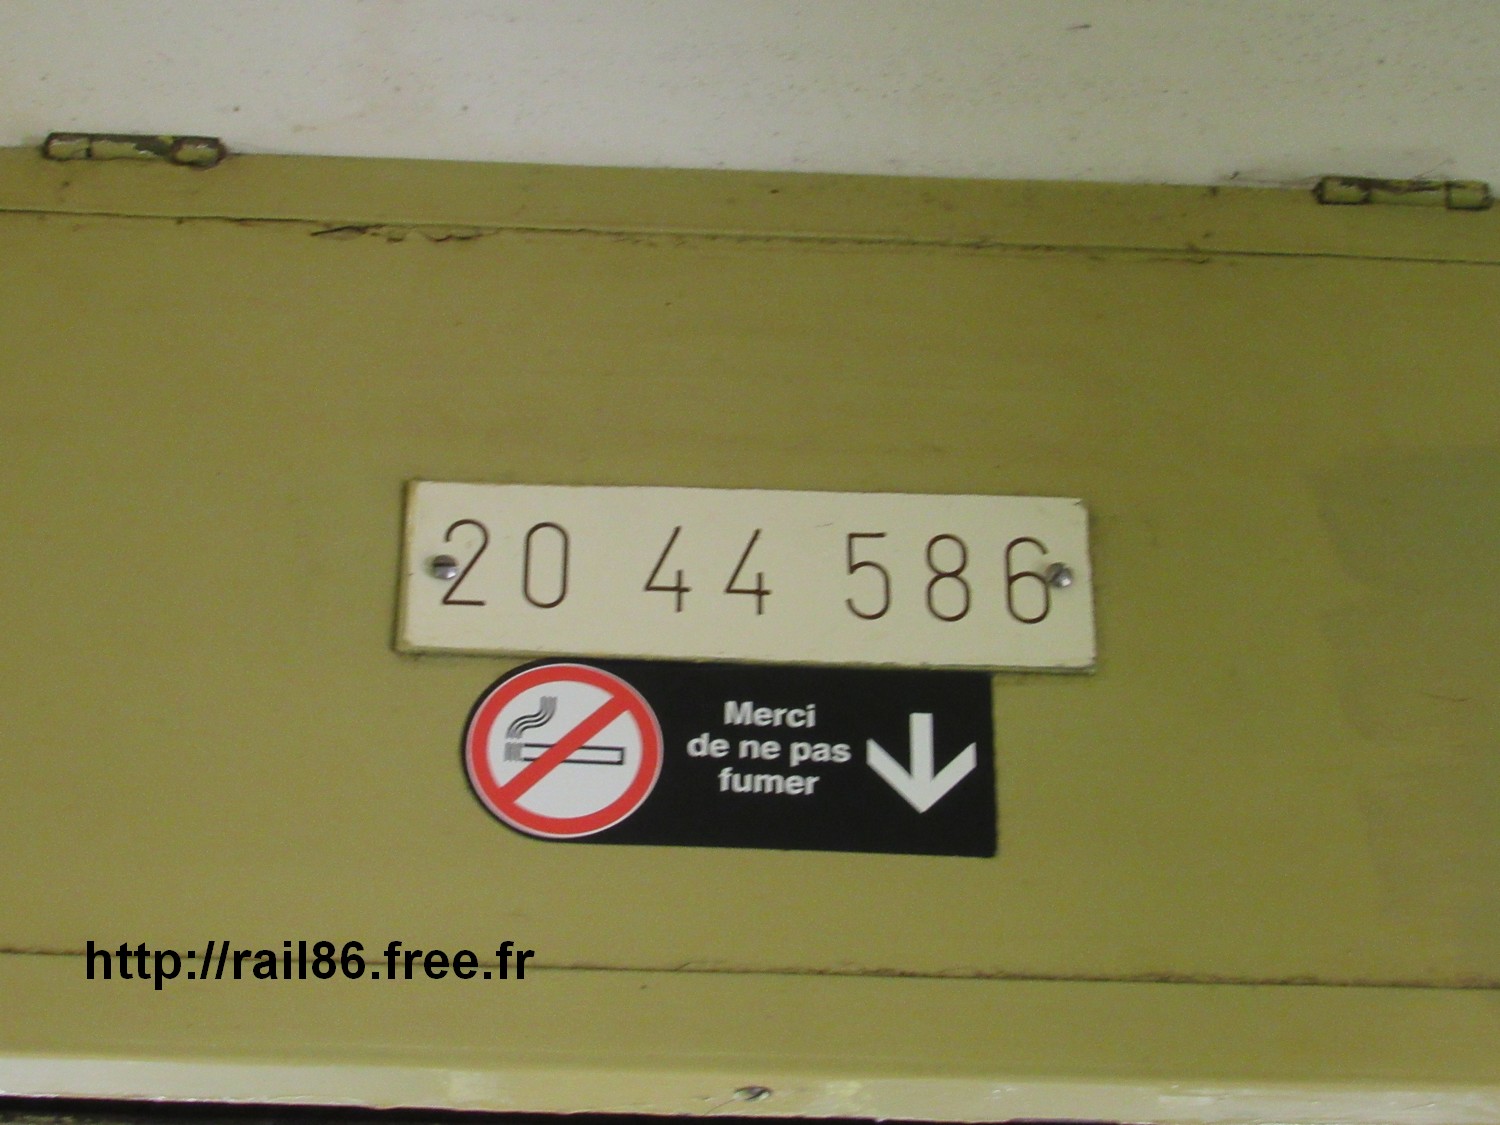 20 44 586
Merci
de ne pas
fumer
http://rail86.free.fr